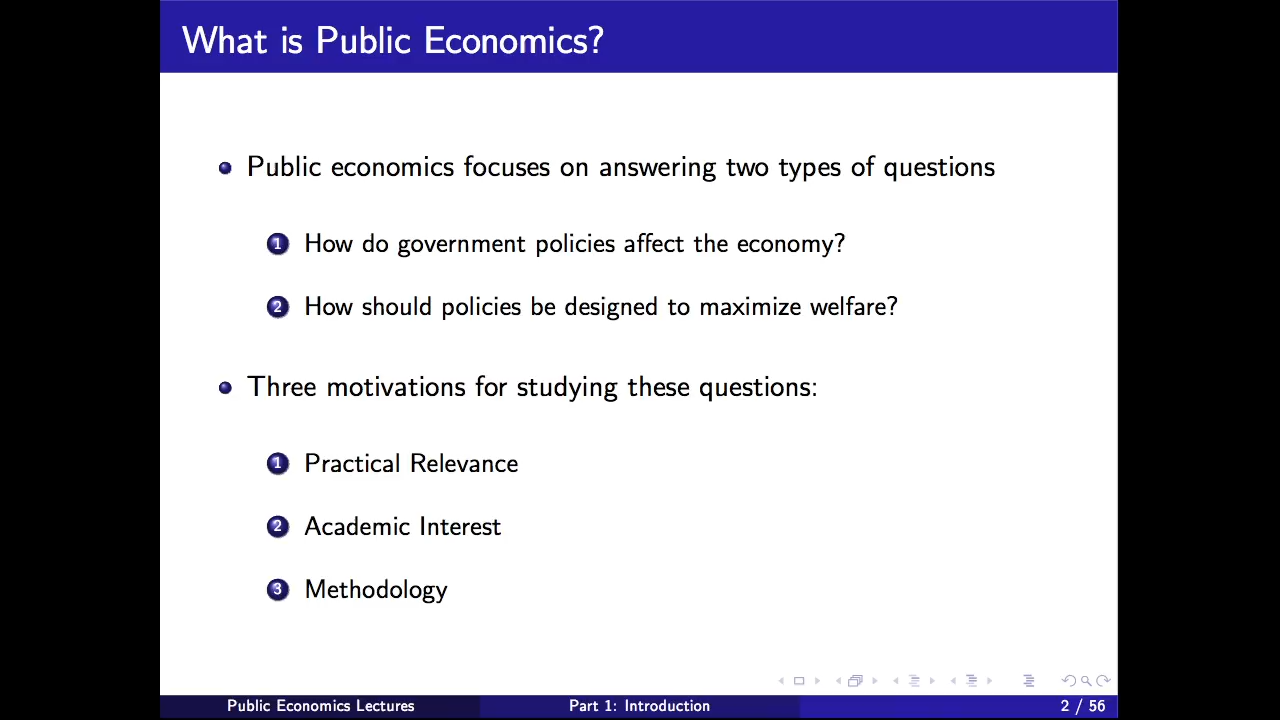 What is Public Economics?
Public economics focuses on answering two types of questions
1 How do government policies affect the economy?
2 How should policies be designed to maximize welfare?
Three motivations for studying these questions:
1 Practical Relevance
2 Academic Interest
3 Methodology
Public Economics Lectures Part 1: Introduction 2 / 56